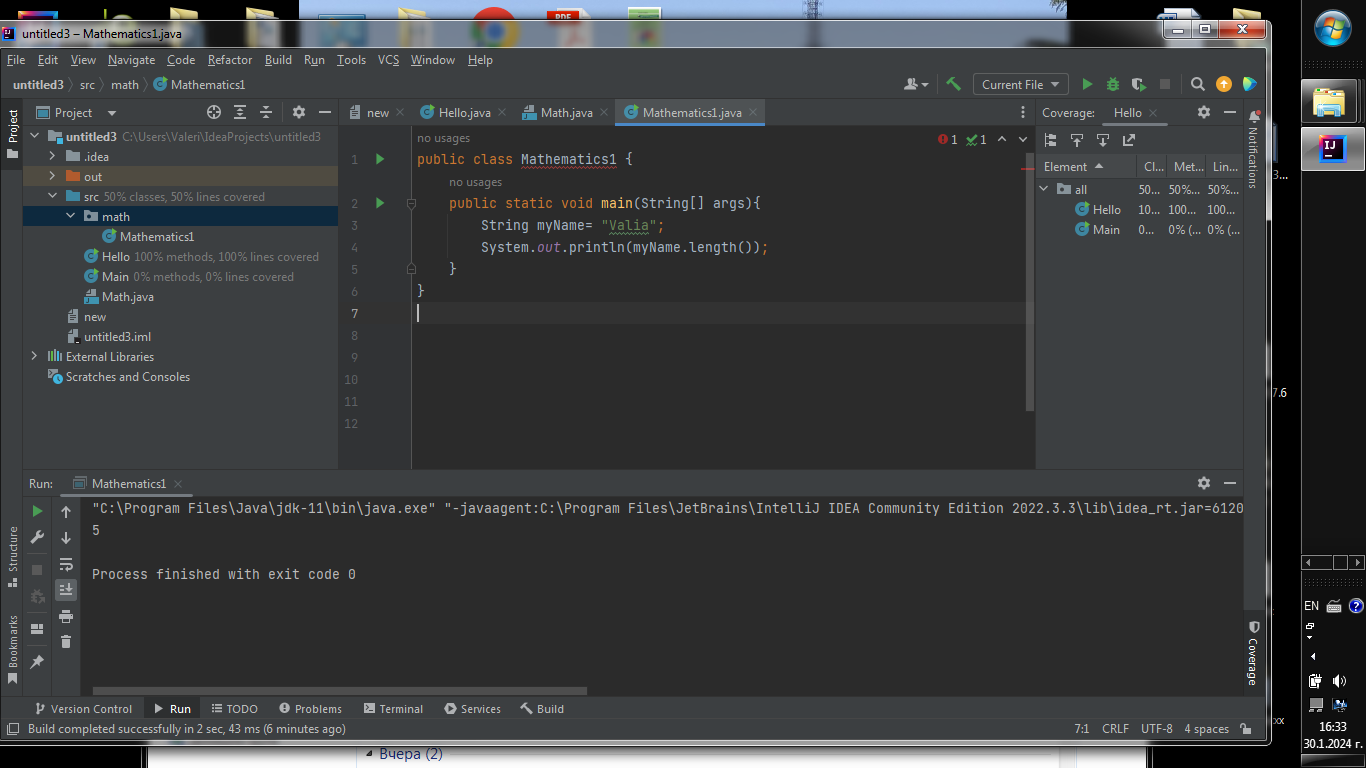 PDF
untitled3 – Mathematics1.java
File Edit View Navigate Code Refactor Build Run Tools VCS Window Help
untitled3 src math Mathematics1
Current File
Project
new Hello.java Math.java Mathematics1.java
Coverage: Hello
Project
untitled3 C:\Users\Valeri\IdeaProjects\untitled3
.idea
out
src 50% classes, 50% lines covered
math
Mathematics1
Hello 100% methods, 100% lines covered
Main 0% methods, 0% lines covered
Math.java
new
untitled3.iml
External Libraries
Scratches and Consoles
no usages
1 1
1 public class Mathematics1 {
no usages
2 public static void main(String[] args){
3 String myName= "Valia";
4 System.out.println(myName.length());
5 }
6 }
7
8
9
10
11
12
Element Cl... Met... Lin...
all 50... 50%... 50%...
Hello 10... 100... 100...
Main 0... 0% (... 0% (...
Notifications
3...
7.6
Run: Mathematics1
"C:\Program Files\Java\jdk-11\bin\java.exe" "-javaagent:C:\Program Files\JetBrains\IntelliJ IDEA Community Edition 2022.3.3\lib\idea_rt.jar=6120
5
Process finished with exit code 0
Structure
Bookmarks
Coverage
Version Control Run TODO Problems Terminal Services Build
Build completed successfully in 2 sec, 43 ms (6 minutes ago)
7:1 CRLF UTF-8 4 spaces
Вчера (2)
IJ
EN
16:33
30.1.2024 г.